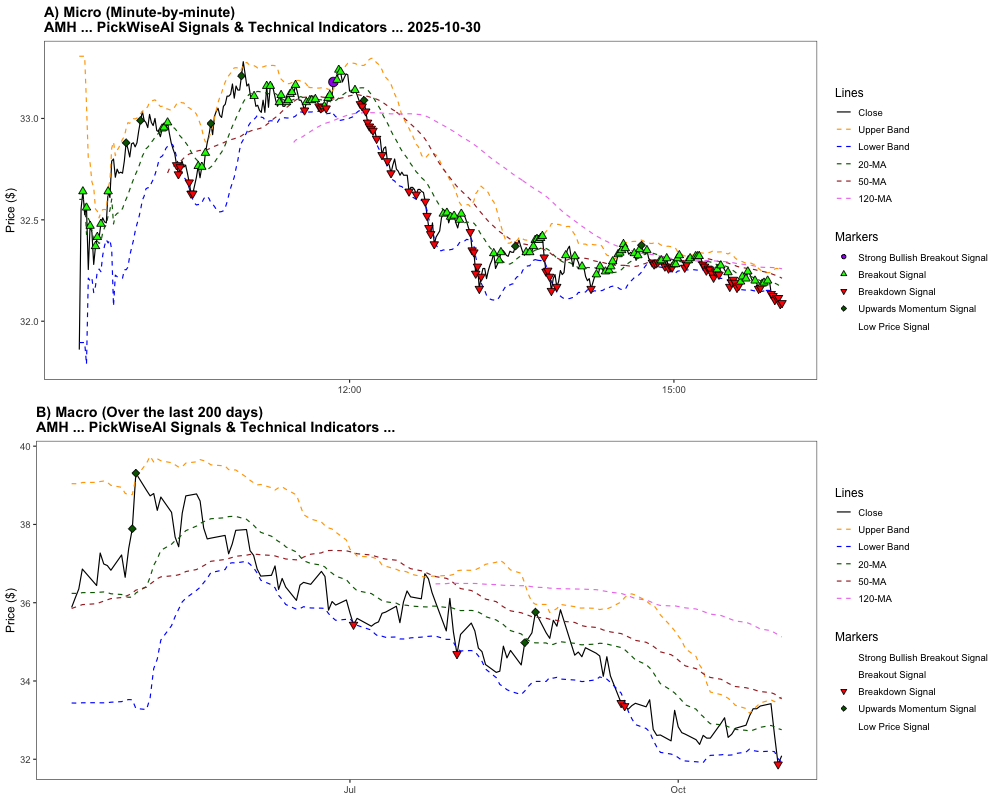 A) Micro (Minute-by-minute)
AMH ... PickWiseAI Signals & Technical Indicators ... 2025-10-30
Price ($)
33.0
32.5
32.0
12:00
15:00
Lines
Close
Upper Band
Lower Band
20-MA
50-MA
120-MA
Markers
Strong Bullish Breakout Signal
Breakout Signal
Breakdown Signal
Upwards Momentum Signal
Low Price Signal
B) Macro (Over the last 200 days)
AMH ... PickWiseAI Signals & Technical Indicators ...
Price ($)
40
38
36
34
32
Jul
Oct
Lines
Close
Upper Band
Lower Band
20-MA
50-MA
120-MA
Markers
Strong Bullish Breakout Signal
Breakout Signal
Breakdown Signal
Upwards Momentum Signal
Low Price Signal